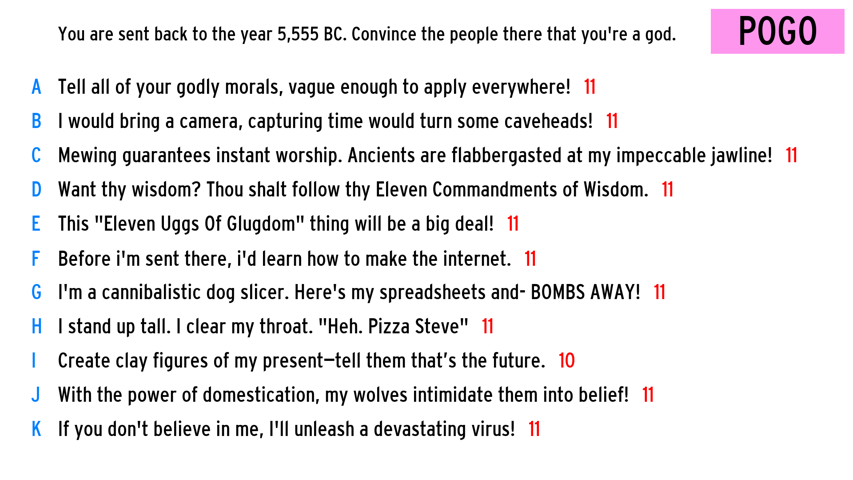 You are sent back to the year 5,555 BC. Convince the people there that you're a god.
POGO
A Tell all of your godly morals, vague enough to apply everywhere! 11
B I would bring a camera, capturing time would turn some caveheads! 11
C Mewing guarantees instant worship. Ancients are flabbergasted at my impeccable jawline! 11
D Want thy wisdom? Thou shalt follow thy Eleven Commandments of Wisdom. 11
E This "Eleven Uggs Of Glugdom" thing will be a big deal! 11
F Before i'm sent there, i'd learn how to make the internet. 11
G I'm a cannibalistic dog slicer. Here's my spreadsheets and- BOMBS AWAY! 11
H I stand up tall. I clear my throat. "Heh. Pizza Steve" 11
I Create clay figures of my present—tell them that’s the future. 10
J With the power of domestication, my wolves intimidate them into belief! 11
K If you don't believe in me, I'll unleash a devastating virus! 11